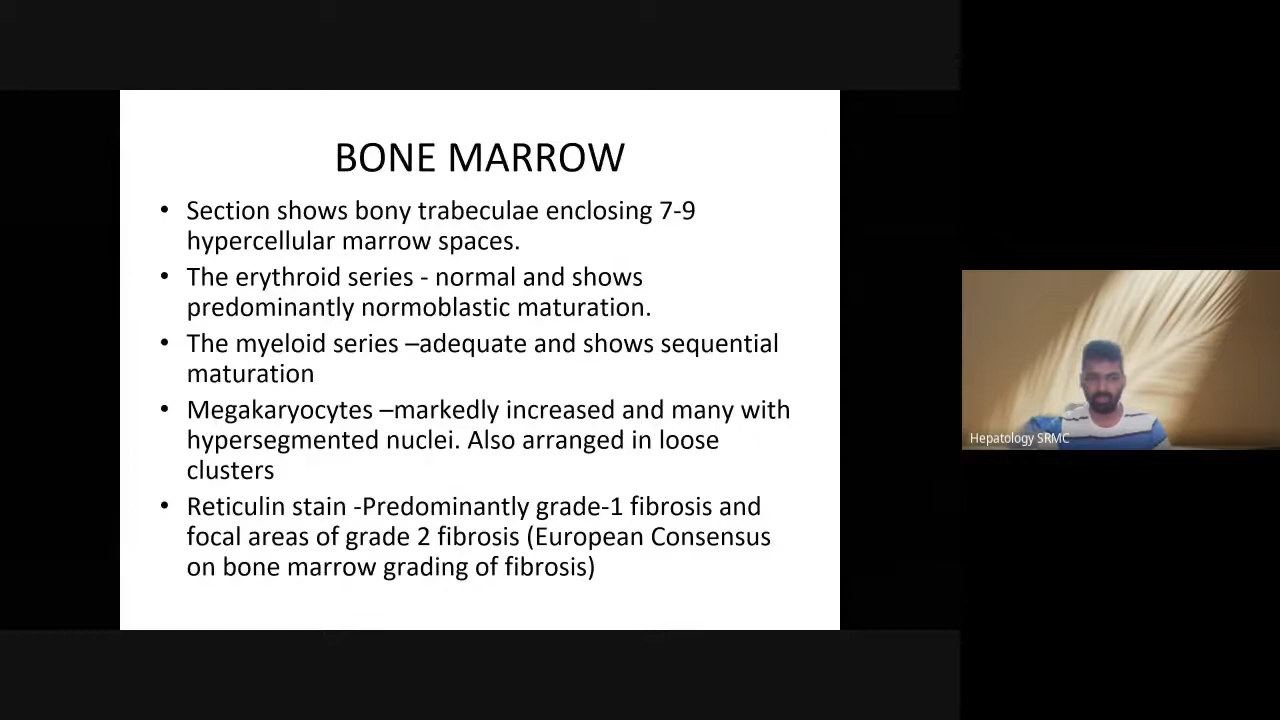 BONE MARROW
• Section shows bony trabeculae enclosing 7-9
hypercellular marrow spaces.
• The erythroid series - normal and shows
predominantly normoblastic maturation.
• The myeloid series –adequate and shows sequential
maturation
• Megakaryocytes –markedly increased and many with
hypersegmented nuclei. Also arranged in loose
clusters
• Reticulin stain -Predominantly grade-1 fibrosis and
focal areas of grade 2 fibrosis (European Consensus
on bone marrow grading of fibrosis)
Hepatology SRMC